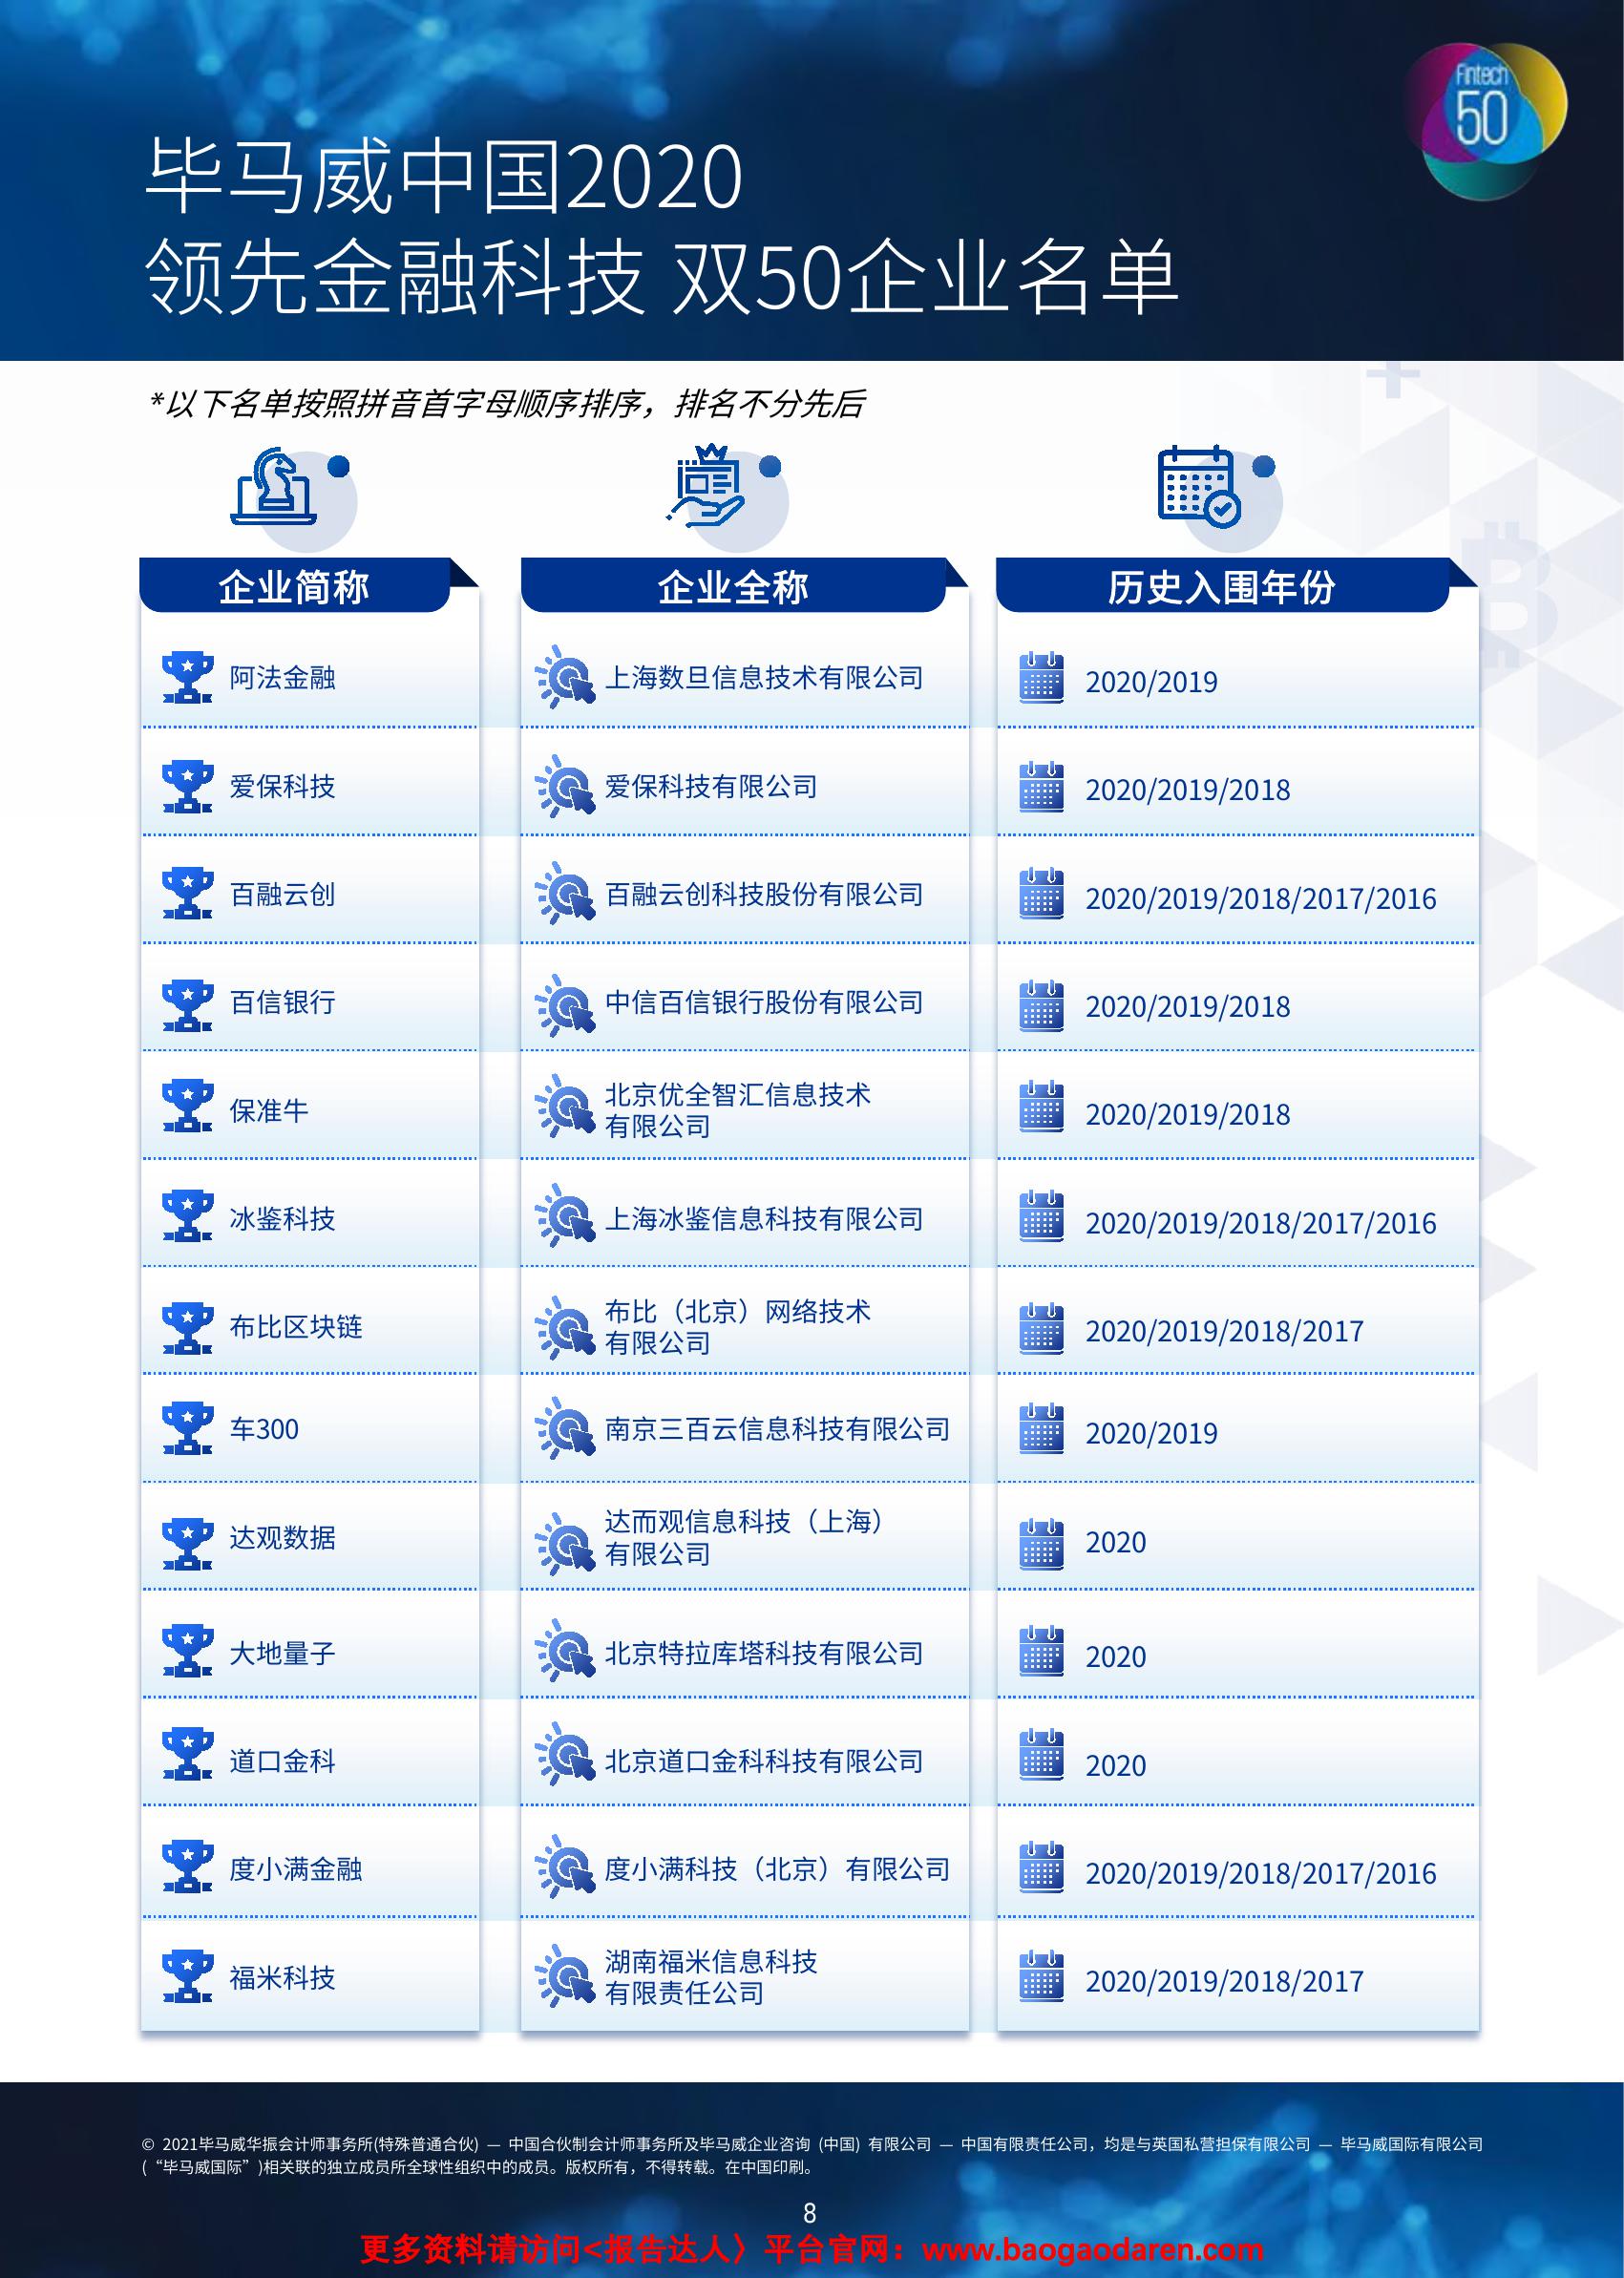 Fintech
50
毕马威中国2020
领先金融科技 双50企业名单
*以下名单按照拼音首字母顺序排序，排名不分先后
企业简称 企业全称 历史入围年份
阿法金融 上海数旦信息技术有限公司 2020/2019
爱保科技 爱保科技有限公司 2020/2019/2018
百融云创 百融云创科技股份有限公司 2020/2019/2018/2017/2016
百信银行 中信百信银行股份有限公司 2020/2019/2018
保准牛 北京优全智汇信息技术
有限公司 2020/2019/2018
冰鉴科技 上海冰鉴信息科技有限公司 2020/2019/2018/2017/2016
布比区块链 布比（北京）网络技术
有限公司 2020/2019/2018/2017
车300 南京三百云信息科技有限公司 2020/2019
达观数据 达而观信息科技（上海）
有限公司 2020
大地量子 北京特拉库塔科技有限公司 2020
道口金科 北京道口金科科技有限公司 2020
度小满金融 度小满科技（北京）有限公司 2020/2019/2018/2017/2016
福米科技 湖南福米信息科技
有限责任公司 2020/2019/2018/2017
© 2021毕马威华振会计师事务所(特殊普通合伙) — 中国合伙制会计师事务所及毕马威企业咨询 (中国) 有限公司 — 中国有限责任公司，均是与英国私营担保有限公司 — 毕马威国际有限公司
(“毕马威国际”)相关联的独立成员所全球性组织中的成员。版权所有，不得转载。在中国印刷。
8
更多资料请访问<报告达人〉平台官网：www.baogaodaren.com